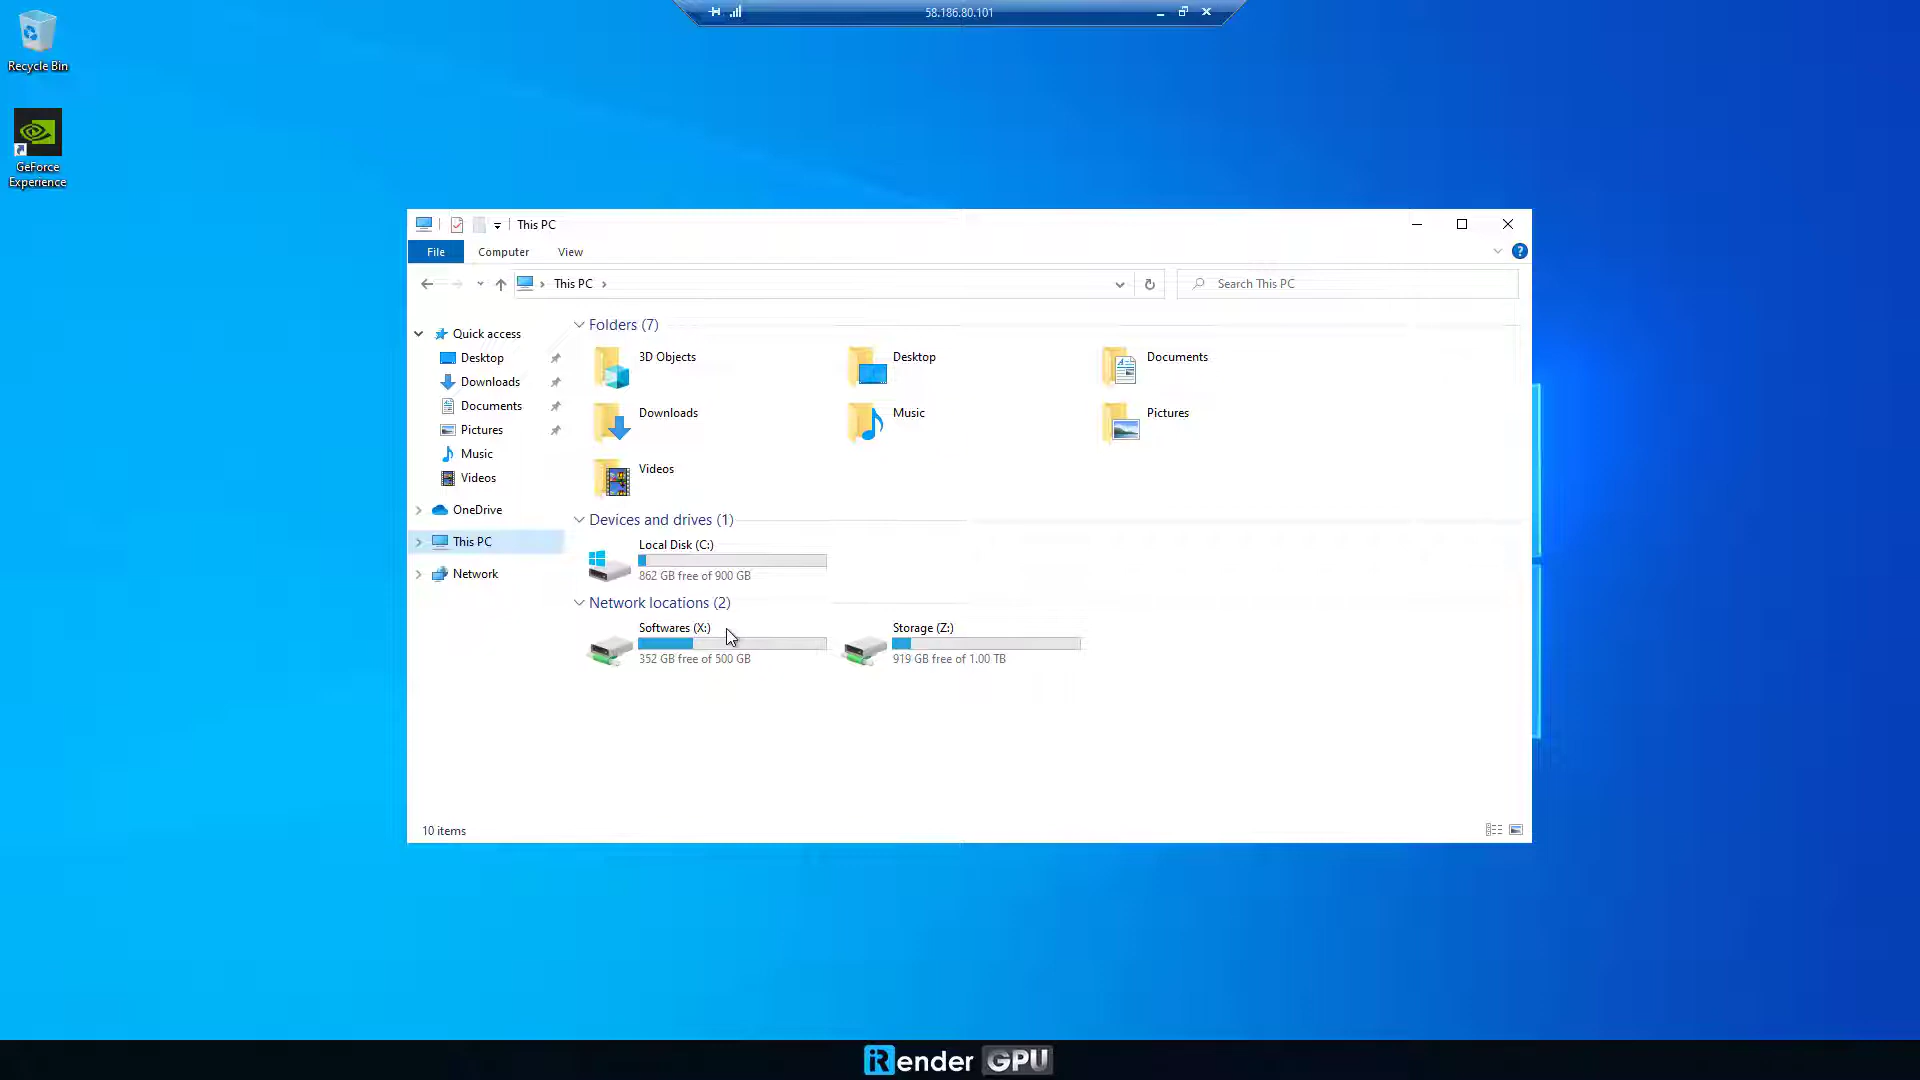 58.186.80.101
Recycle Bin
GeForce
Experience
This PC
File Computer View
This PC
Search This PC
Quick access
Desktop
Downloads
Documents
Pictures
Music
Videos
OneDrive
This PC
Network
Folders (7)
3D Objects
Desktop
Documents
Downloads
Music
Pictures
Videos
Devices and drives (1)
Local Disk (C:)
862 GB free of 900 GB
Network locations (2)
Softwares (X:)
352 GB free of 500 GB
Storage (Z:)
919 GB free of 1.00 TB
10 items
iRender GPU